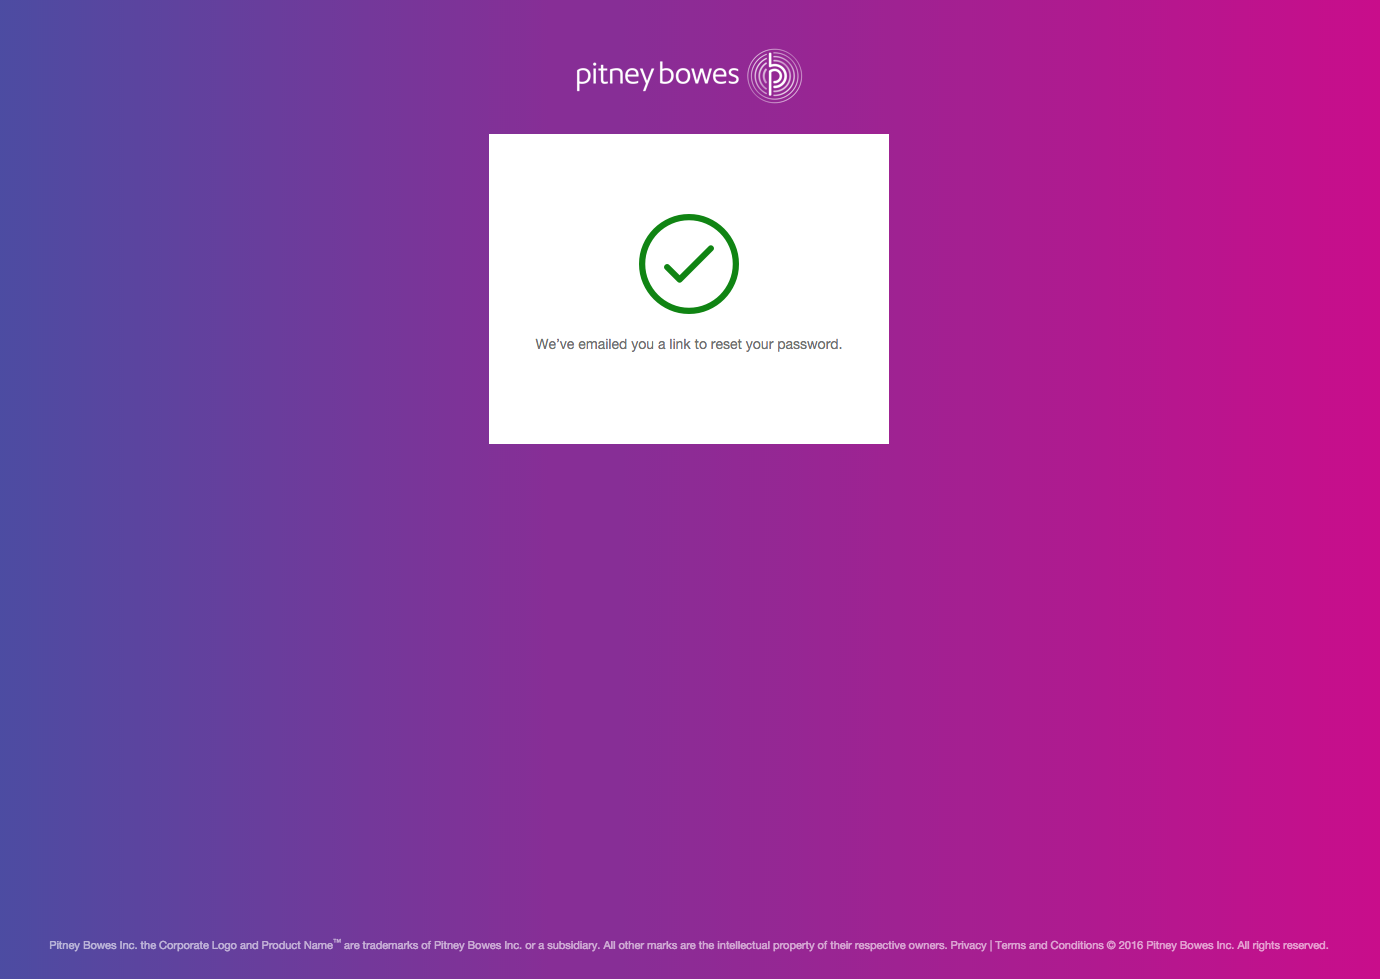 pitney bowes
We've emailed you a link to reset your password.
Pitney Bowes Inc. the Corporate Logo and Product Name™ are trademarks of Pitney Bowes Inc. or a subsidiary. All other marks are the intellectual property of their respective owners. Privacy | Terms and Conditions © 2016 Pitney Bowes Inc. All rights reserved.